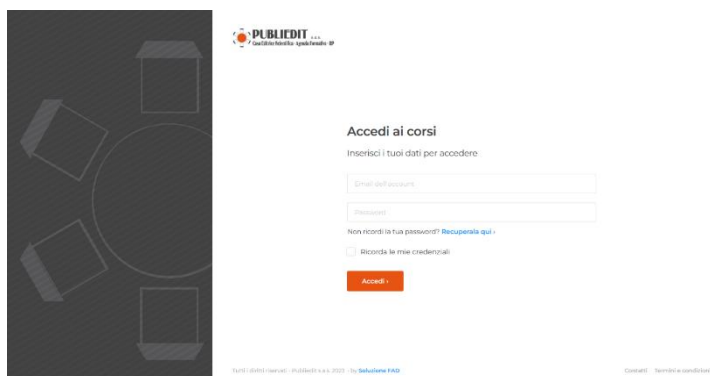 PUBLIEDIT s.a.s.
Accedi ai corsi
Inserisci i tuoi dati per accedere
Email dell'account
Password
Non ricordi la tua password? Recuperala qui ›
Ricorda le mie credenziali
Accedi ›
Tutti i diritti riservati - Publiedit s.a.s. 2021 - by Soluzione FAD
Contatti Termini e condizioni